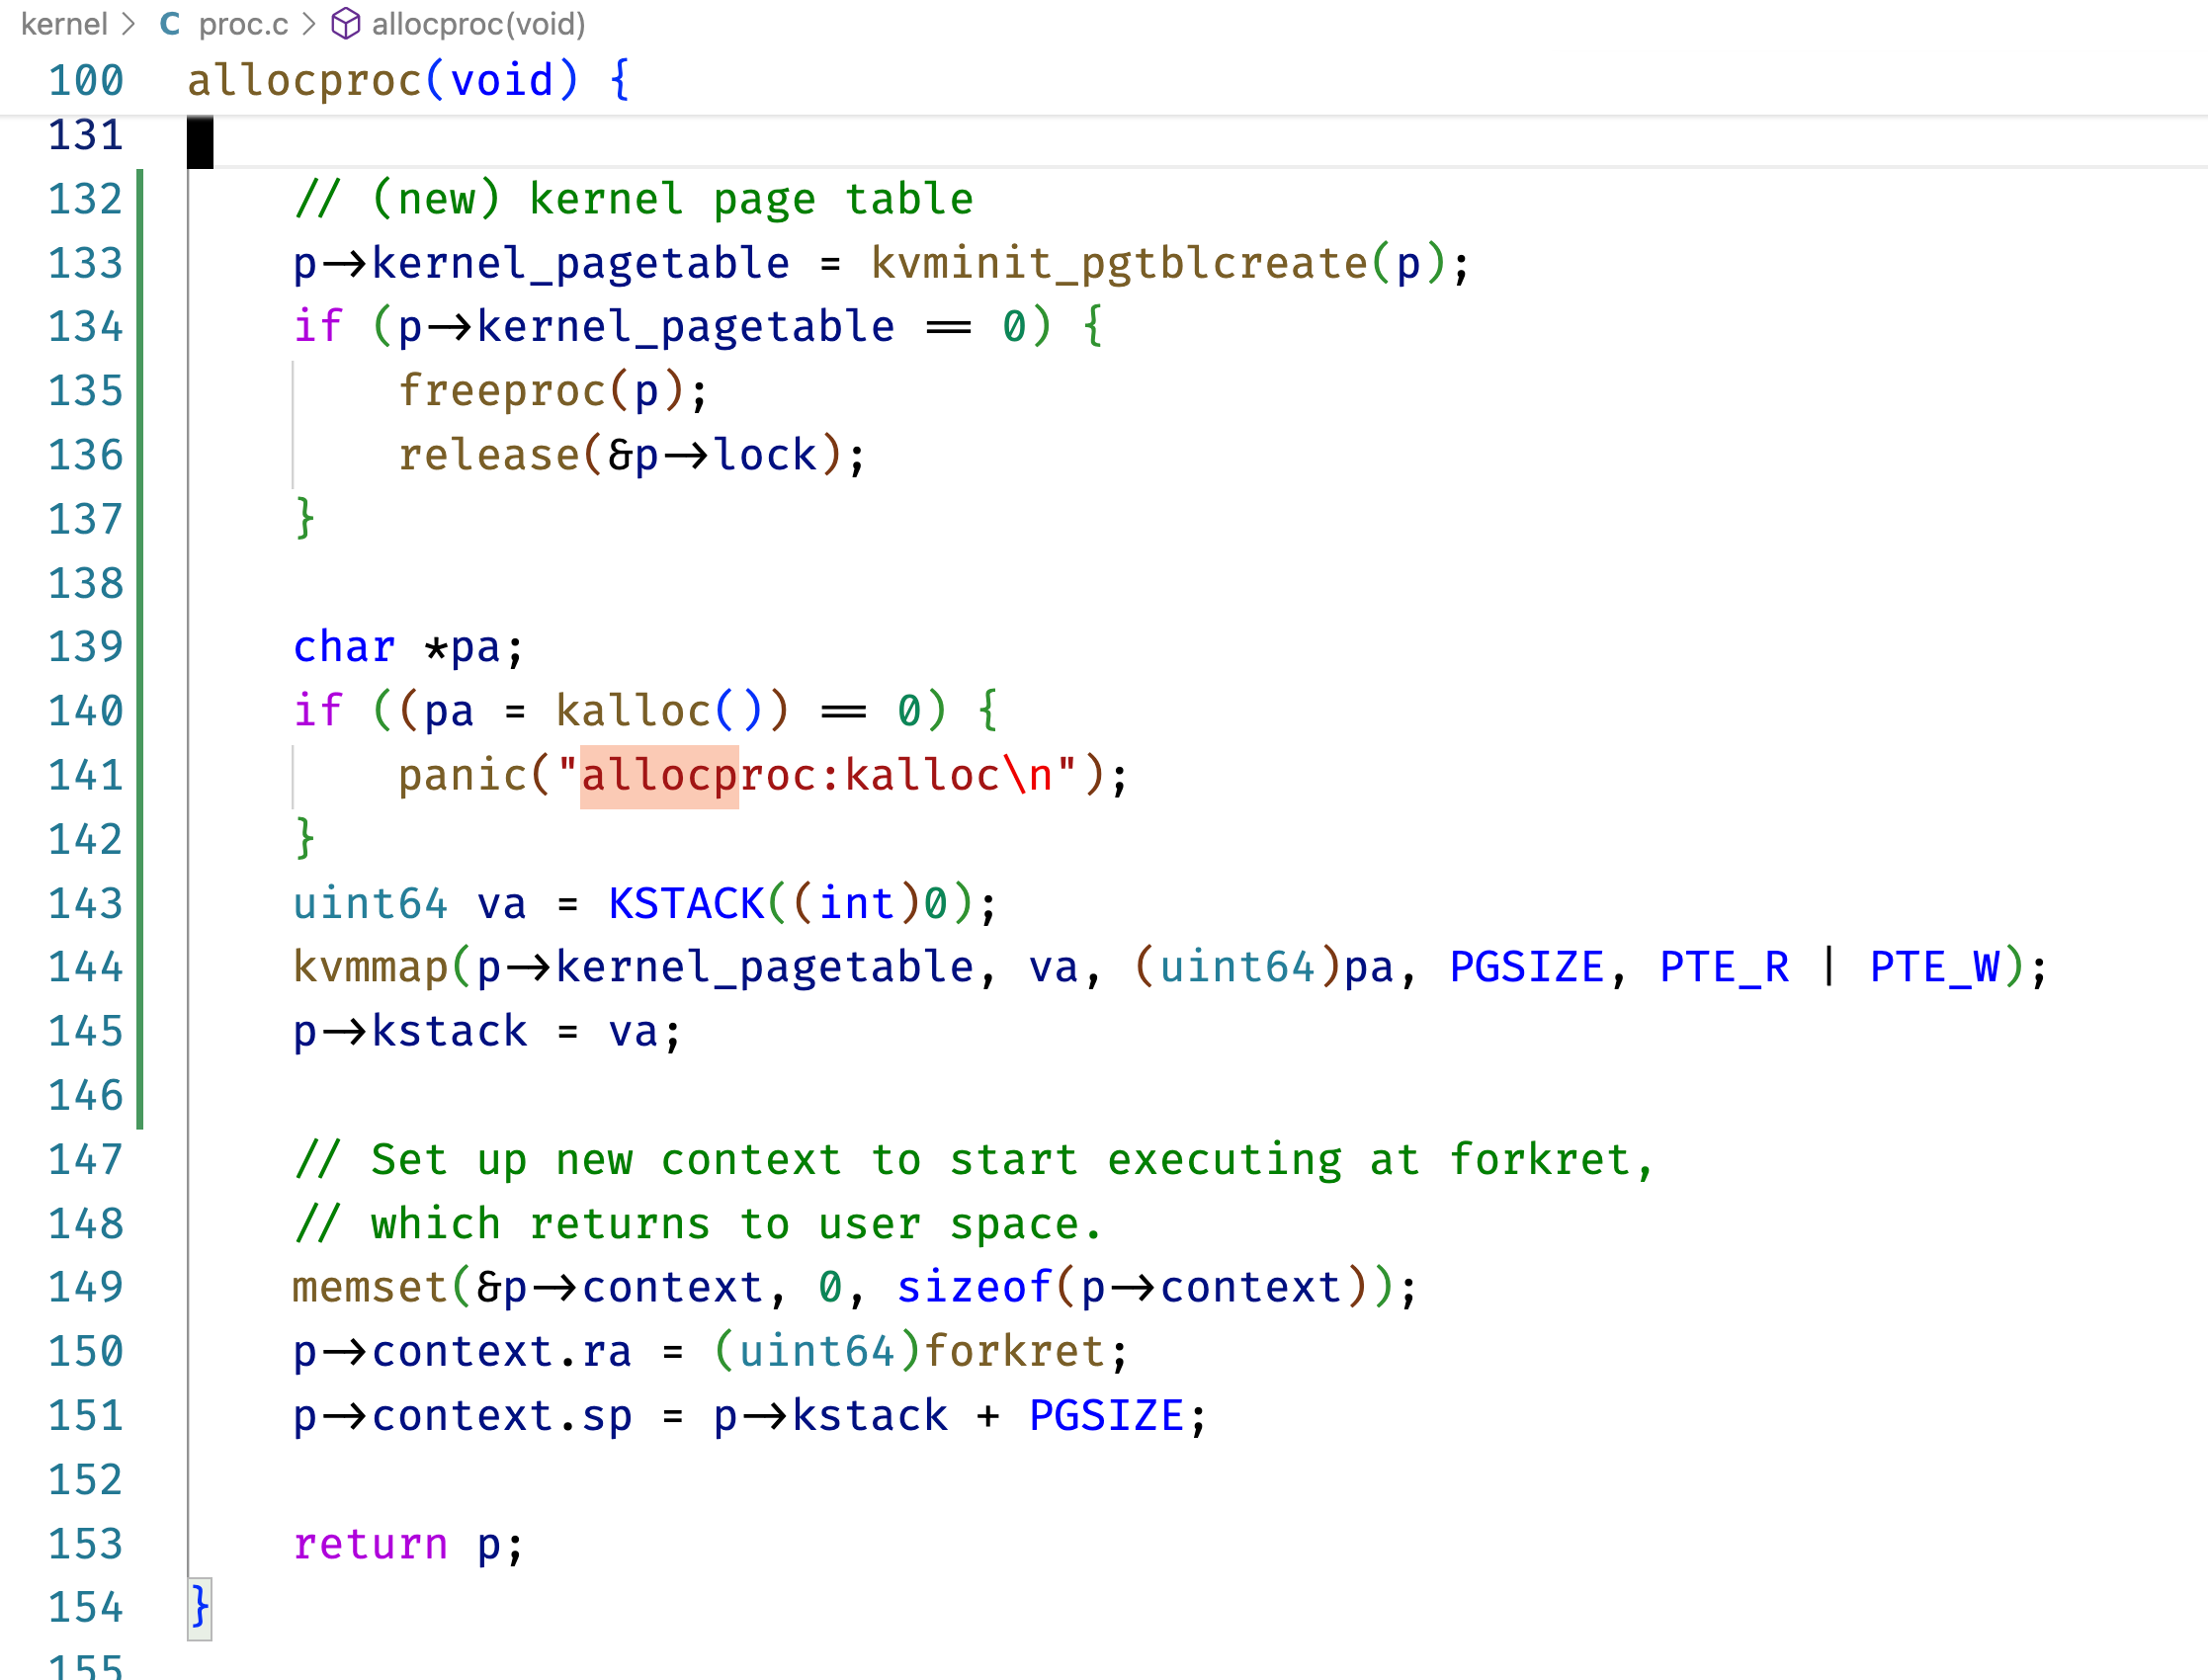 kernel > C proc.c > allocproc(void)
100 allocproc(void) {
131
132 // (new) kernel page table
133 p->kernel_pagetable = kvminit_pgtblcreate(p);
134 if (p->kernel_pagetable == 0) {
135 freeproc(p);
136 release(&p->lock);
137 }
138
139 char *pa;
140 if ((pa = kalloc()) == 0) {
141 panic("allocproc:kalloc\n");
142 }
143 uint64 va = KSTACK((int)0);
144 kvmmap(p->kernel_pagetable, va, (uint64)pa, PGSIZE, PTE_R | PTE_W);
145 p->kstack = va;
146
147 // Set up new context to start executing at forkret,
148 // which returns to user space.
149 memset(&p->context, 0, sizeof(p->context));
150 p->context.ra = (uint64)forkret;
151 p->context.sp = p->kstack + PGSIZE;
152
153 return p;
154 }
155